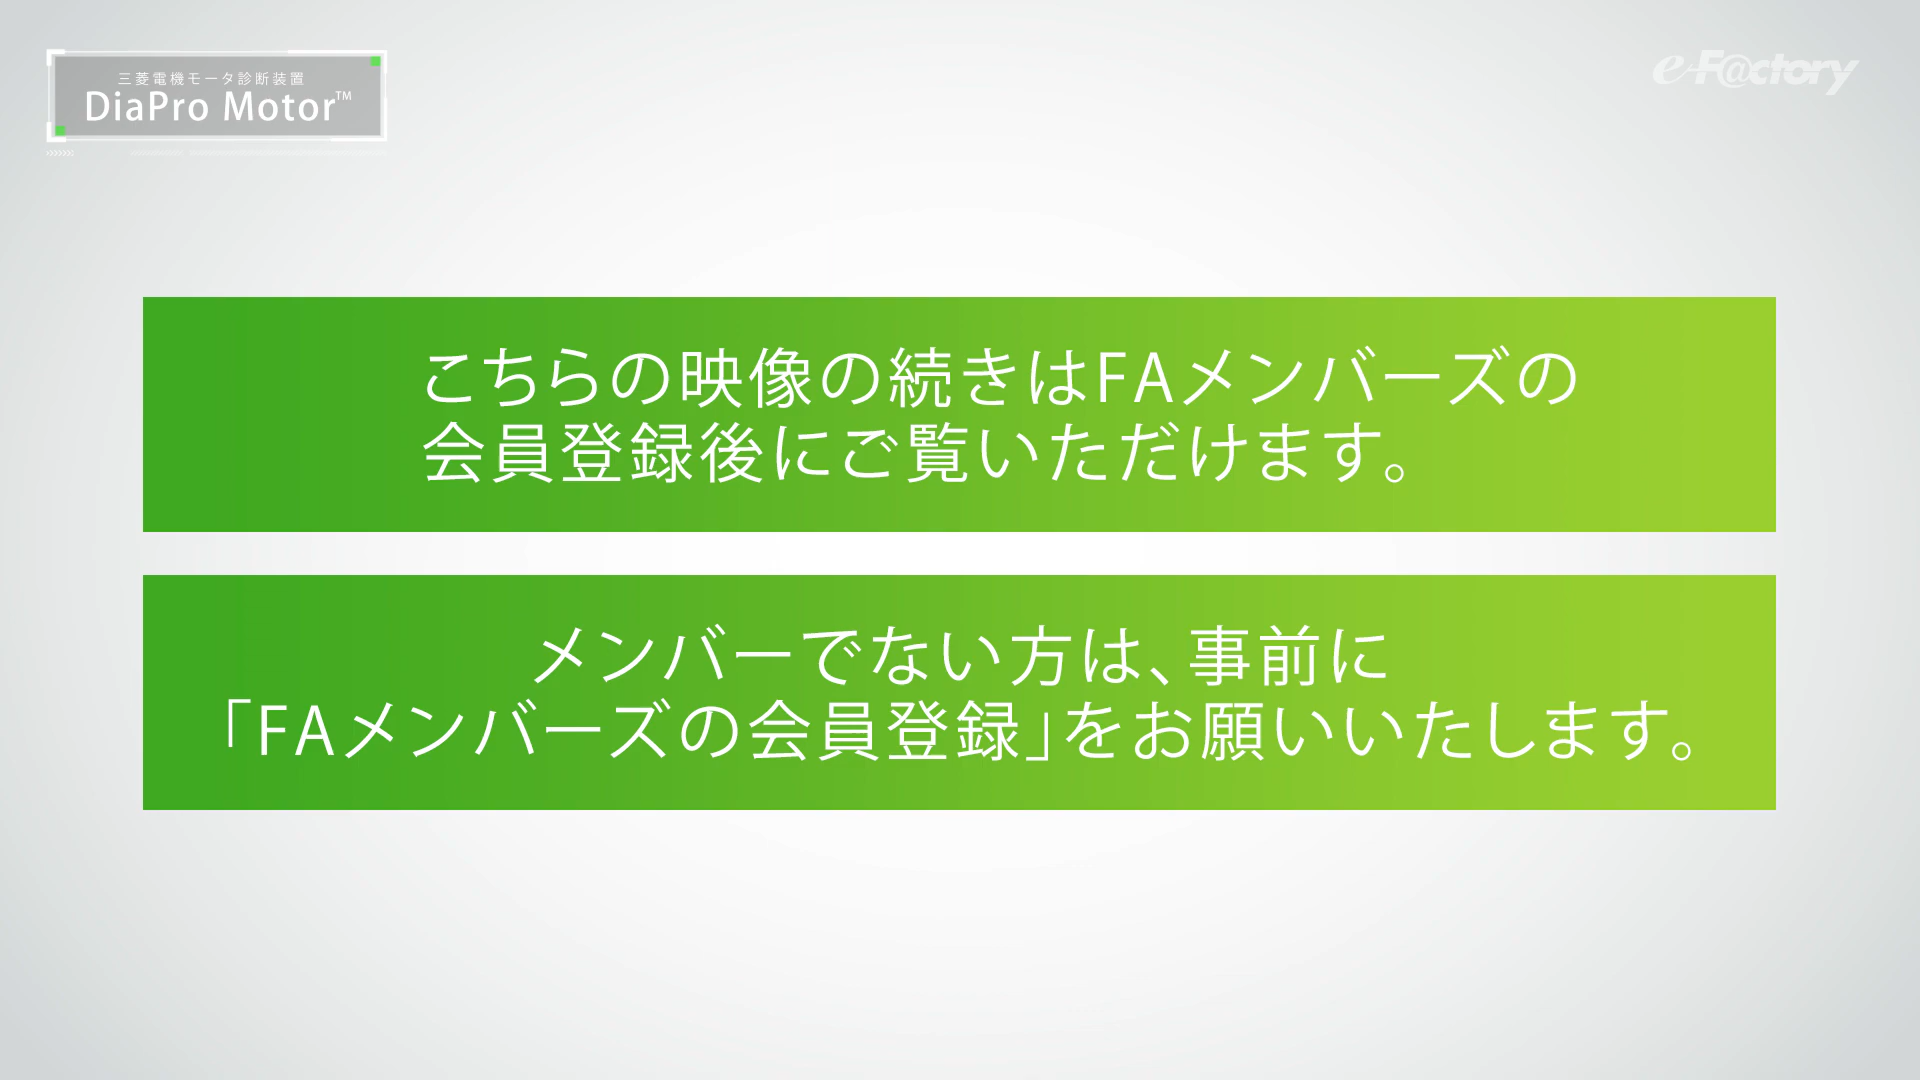 三菱電機モータ診断装置
DiaPro Motor™
e-F@ctory
こちらの映像の続きはFAメンバーズの
会員登録後にご覧いただけます。
メンバーでない方は、事前に
「FAメンバーズの会員登録」をお願いいたします。